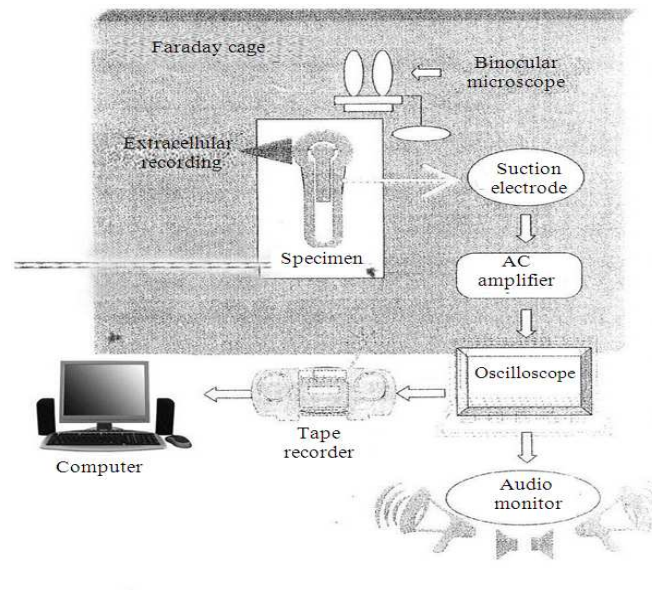 Faraday cage
Binocular
microscope
Extracellular
recording
Suction
electrode
Specimen
AC
amplifier
Oscilloscope
Tape
recorder
Computer
Audio
monitor